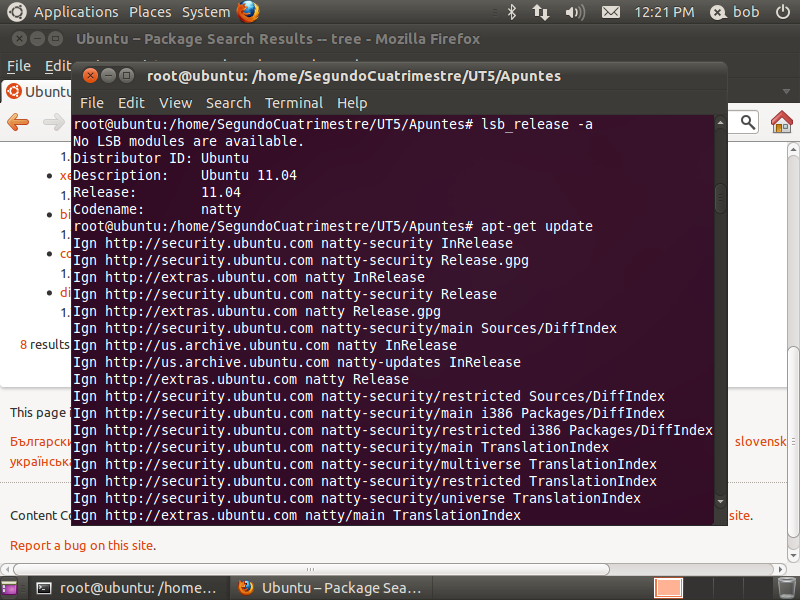 Applications Places System 12:21 PM bob
Ubuntu – Package Search Results -- tree - Mozilla Firefox
File Edit
root@ubuntu: /home/SegundoCuatrimestre/UT5/Apuntes
Ubuntu
File Edit View Search Terminal Help
root@ubuntu:/home/SegundoCuatrimestre/UT5/Apuntes# lsb_release -a
No LSB modules are available.
Distributor ID: Ubuntu
Description: Ubuntu 11.04
Release: 11.04
Codename: natty
root@ubuntu:/home/SegundoCuatrimestre/UT5/Apuntes# apt-get update
Ign http://security.ubuntu.com natty-security InRelease
Ign http://security.ubuntu.com natty-security Release.gpg
Ign http://extras.ubuntu.com natty InRelease
Ign http://security.ubuntu.com natty-security Release
Ign http://extras.ubuntu.com natty Release.gpg
Ign http://security.ubuntu.com natty-security/main Sources/DiffIndex
Ign http://us.archive.ubuntu.com natty InRelease
Ign http://us.archive.ubuntu.com natty-updates InRelease
Ign http://extras.ubuntu.com natty Release
Ign http://security.ubuntu.com natty-security/restricted Sources/DiffIndex
Ign http://security.ubuntu.com natty-security/main i386 Packages/DiffIndex
Ign http://security.ubuntu.com natty-security/restricted i386 Packages/DiffIndex
Ign http://security.ubuntu.com natty-security/main TranslationIndex
Ign http://security.ubuntu.com natty-security/multiverse TranslationIndex
Ign http://security.ubuntu.com natty-security/restricted TranslationIndex
Ign http://security.ubuntu.com natty-security/universe TranslationIndex
Ign http://extras.ubuntu.com natty/main TranslationIndex
1.
xe
1.
bi
1.
co
1.
di
1.
8 results
This page
Български slovensk
українська
Content Co site.
Report a bug on this site.
root@ubuntu: /home... Ubuntu – Package Sea...